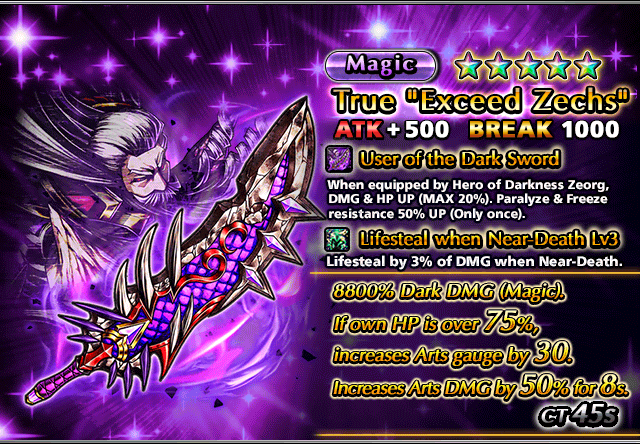 Magic
True "Exceed Zechs"
ATK +500 BREAK 1000
User of the Dark Sword
When equipped by Hero of Darkness Zeorg,
DMG & HP UP (MAX 20%). Paralyze & Freeze
resistance 50% UP (Only once).
Lifesteal when Near-Death Lv3
Lifesteal by 3% of DMG when Near-Death.
8800% Dark DMG (Magic).
If own HP is over 75%,
increases Arts gauge by 30.
Increases Arts DMG by 50% for 8s.
CT 45s